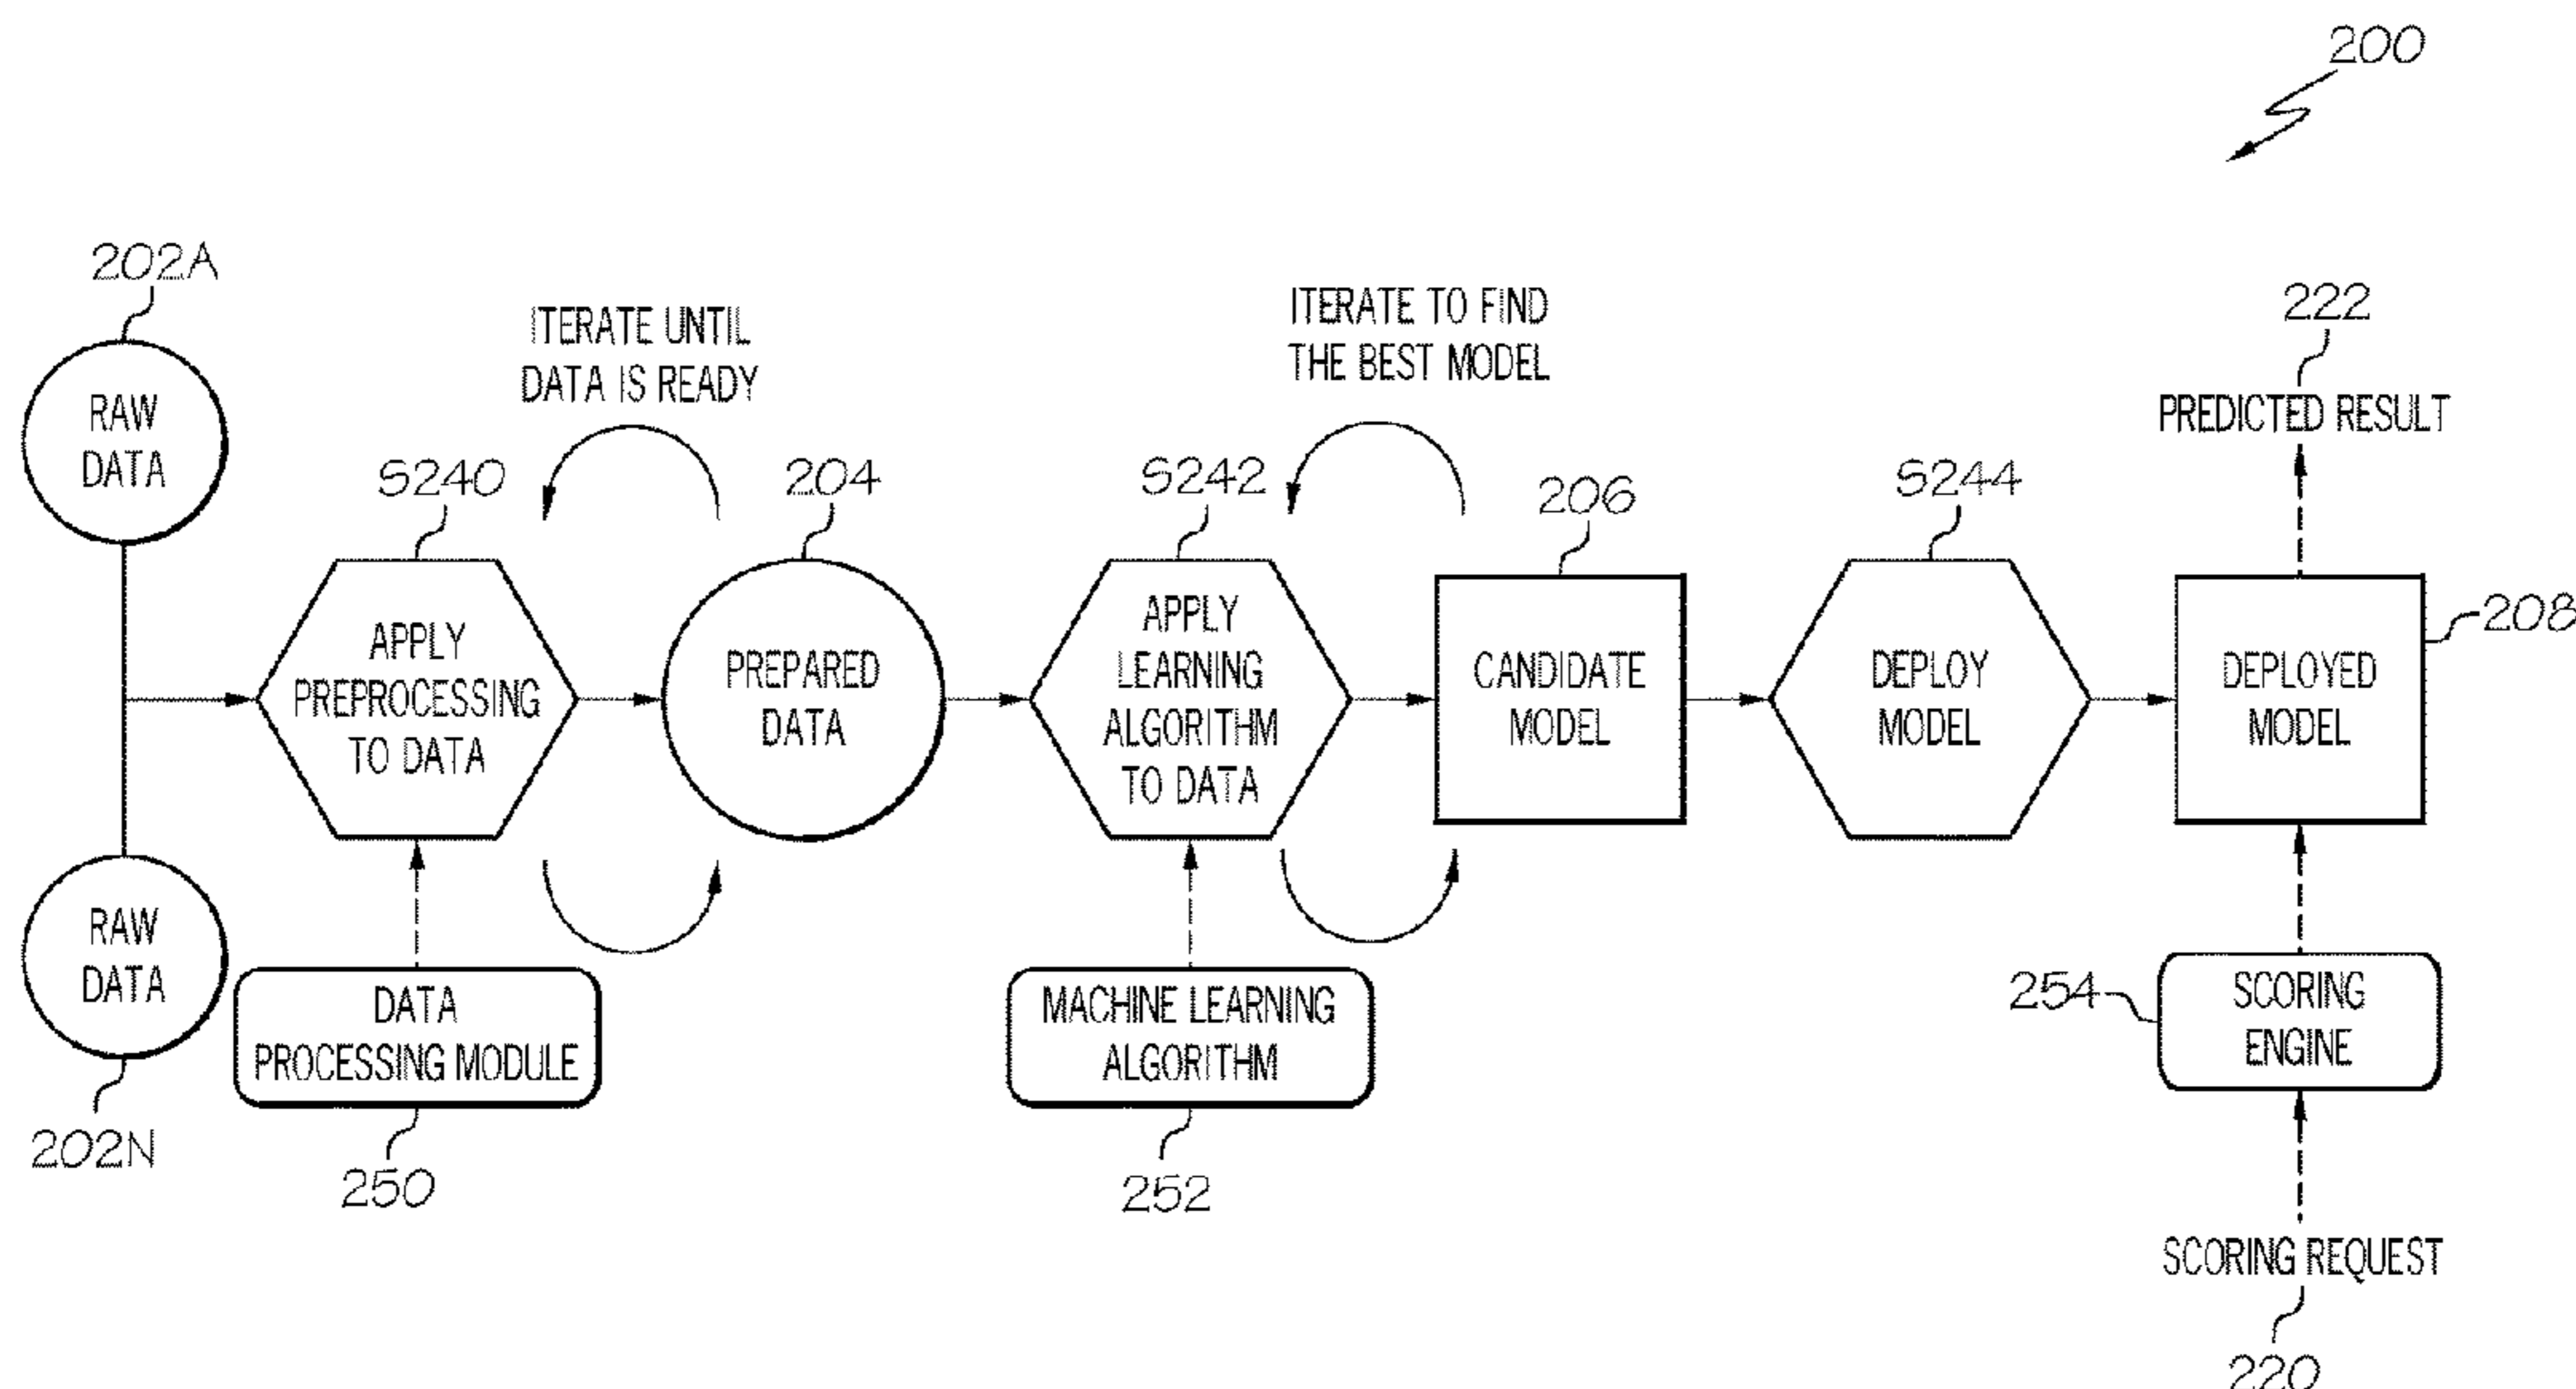 200
202A
RAW
DATA
ITERATE UNTIL
DATA IS READY
ITERATE TO FIND
THE BEST MODEL
222
PREDICTED RESULT
S240
204
S242
206
S244
208
APPLY
PREPROCESSING
TO DATA
PREPARED
DATA
APPLY
LEARNING
ALGORITHM
TO DATA
CANDIDATE
MODEL
DEPLOY
MODEL
DEPLOYED
MODEL
RAW
DATA
202N
DATA
PROCESSING MODULE
250
MACHINE LEARNING
ALGORITHM
252
254
SCORING
ENGINE
SCORING REQUEST
220